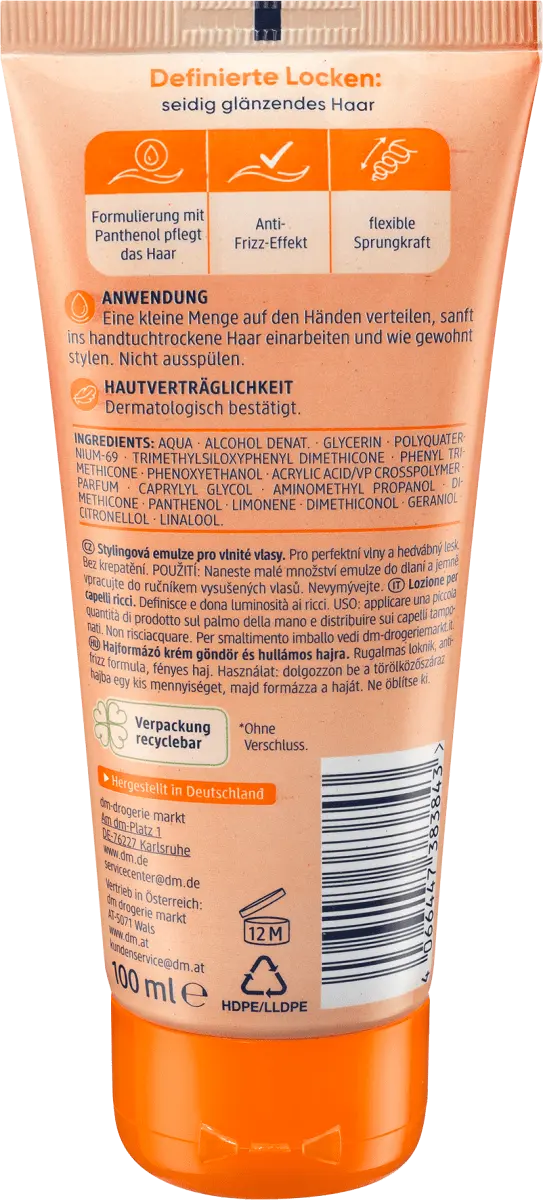 Definierte Locken:
seidig glänzendes Haar
Formulierung mit
Panthenol pflegt
das Haar
Anti-
Frizz-Effekt
flexible
Sprungkraft
ANWENDUNG
Eine kleine Menge auf den Händen verteilen, sanft
ins handtuchtrockene Haar einarbeiten und wie gewohnt
stylen. Nicht ausspülen.
HAUTVERTRÄGLICHKEIT
Dermatologisch bestätigt.
INGREDIENTS: AQUA · ALCOHOL DENAT. · GLYCERIN · POLYQUATER-
NIUM-69 · TRIMETHYLSILOXYPHENYL DIMETHICONE · PHENYL TRI-
METHICONE · PHENOXYETHANOL · ACRYLIC ACID/VP CROSSPOLYMER ·
PARFUM · CAPRYLYL GLYCOL · AMINOMETHYL PROPANOL · DI-
METHICONE · PANTHENOL · LIMONENE · DIMETHICONOL · GERANIOL ·
CITRONELLOL · LINALOOL.
CZ Stylingová emulze pro vlnité vlasy. Pro perfektní vlny a hedvábný lesk.
Bez krepatění. POUŽITÍ: Naneste malé množství emulze do dlaní a jemně
vpracujte do ručníkem vysušených vlasů. Nevymývejte. IT Lozione per
capelli ricci. Definisce e dona luminosità ai ricci. USO: applicare una piccola
quantità di prodotto sul palmo della mano e distribuire sui capelli tampo-
nati. Non risciacquare. Per smaltimento imballo vedi dm-drogeriemarkt.it.
HU Hajformázó krém göndör és hullámos hajra. Rugalmas loknik, anti-
frizz formula, fényes haj. Használat: dolgozzon be a törölközőszáraz
hajba egy kis mennyiséget, majd formázza a haját. Ne öblítse ki.
Verpackung
recyclebar
*Ohne
Verschluss.
Hergestellt in Deutschland
dm-drogerie markt
Am dm-Platz 1
DE-76227 Karlsruhe
www.dm.de
servicecenter@dm.de
Vertrieb in Österreich:
dm drogerie markt
AT-5071 Wals
www.dm.at
kundenservice@dm.at
100 ml e
12 M
HDPE/LLDPE
4 066447 383843